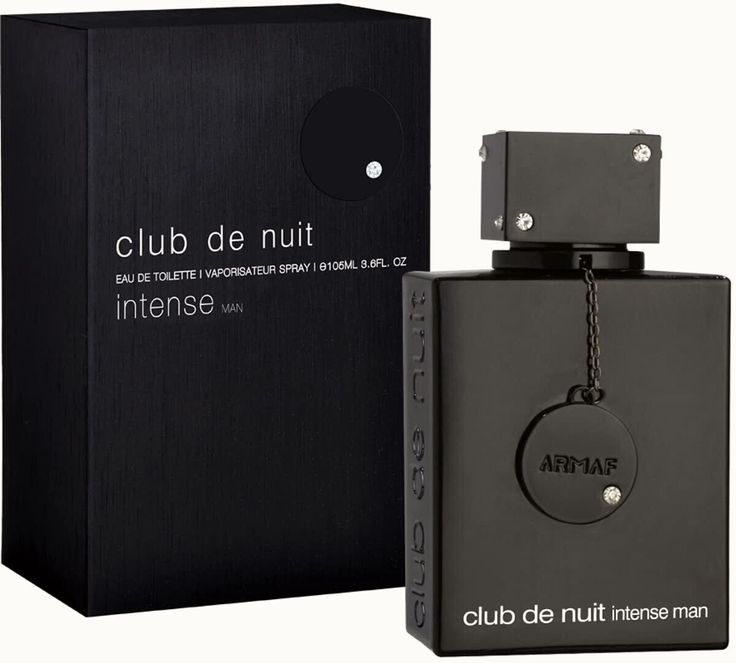 club de nuit
EAU DE TOILETTE I VAPORISATEUR SPRAY I ℮105ML 3.6FL. OZ
intense MAN
club de nuit
ARMAF
club de nuit intense man